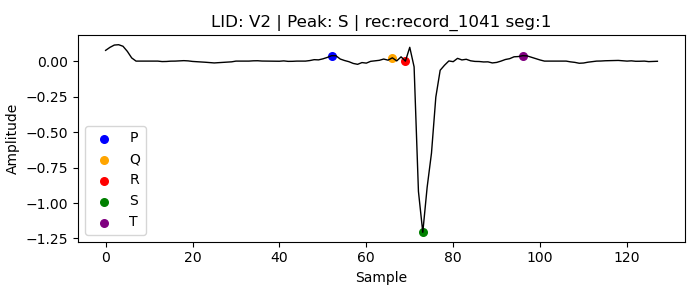 LID: V2 | Peak: S | rec:record_1041 seg:1
Amplitude
0.00
−0.25
−0.50
−0.75
−1.00
−1.25
P
Q
R
S
T
0 20 40 60 80 100 120
Sample